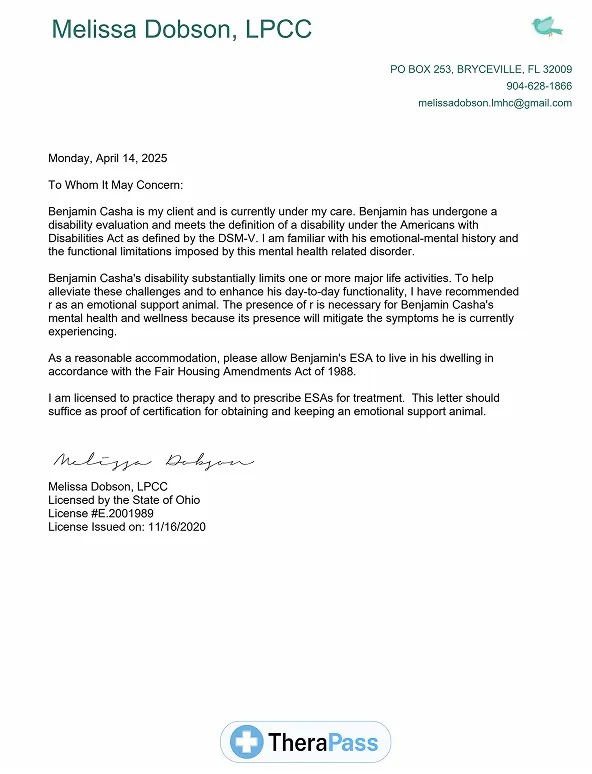 Melissa Dobson, LPCC
PO BOX 253, BRYCEVILLE, FL 32009
904-628-1866
melissadobson.lmhc@gmail.com
Monday, April 14, 2025
To Whom It May Concern:
Benjamin Casha is my client and is currently under my care. Benjamin has undergone a
disability evaluation and meets the definition of a disability under the Americans with
Disabilities Act as defined by the DSM-V. I am familiar with his emotional-mental history and
the functional limitations imposed by this mental health related disorder.
Benjamin Casha's disability substantially limits one or more major life activities. To help
alleviate these challenges and to enhance his day-to-day functionality, I have recommended
r as an emotional support animal. The presence of r is necessary for Benjamin Casha's
mental health and wellness because its presence will mitigate the symptoms he is currently
experiencing.
As a reasonable accommodation, please allow Benjamin's ESA to live in his dwelling in
accordance with the Fair Housing Amendments Act of 1988.
I am licensed to practice therapy and to prescribe ESAs for treatment.  This letter should
suffice as proof of certification for obtaining and keeping an emotional support animal.
Melissa Dobson
Melissa Dobson, LPCC
Licensed by the State of Ohio
License #E.2001989
License Issued on: 11/16/2020
TheraPass